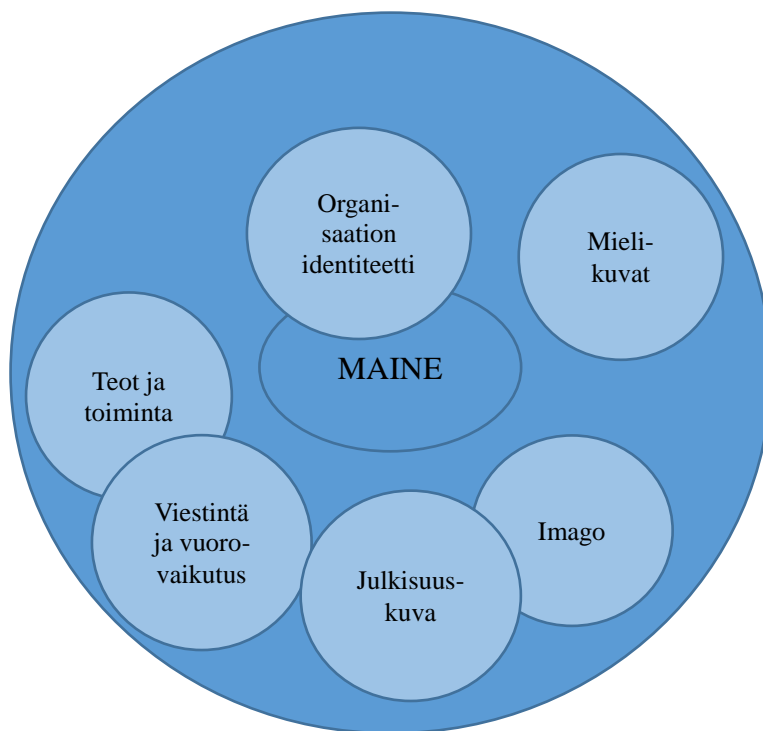 Organi-
saation
identiteetti
Mieli-
kuvat
MAINE
Teot ja
toiminta
Viestintä
ja vuoro-
vaikutus
Imago
Julkisuus-
kuva